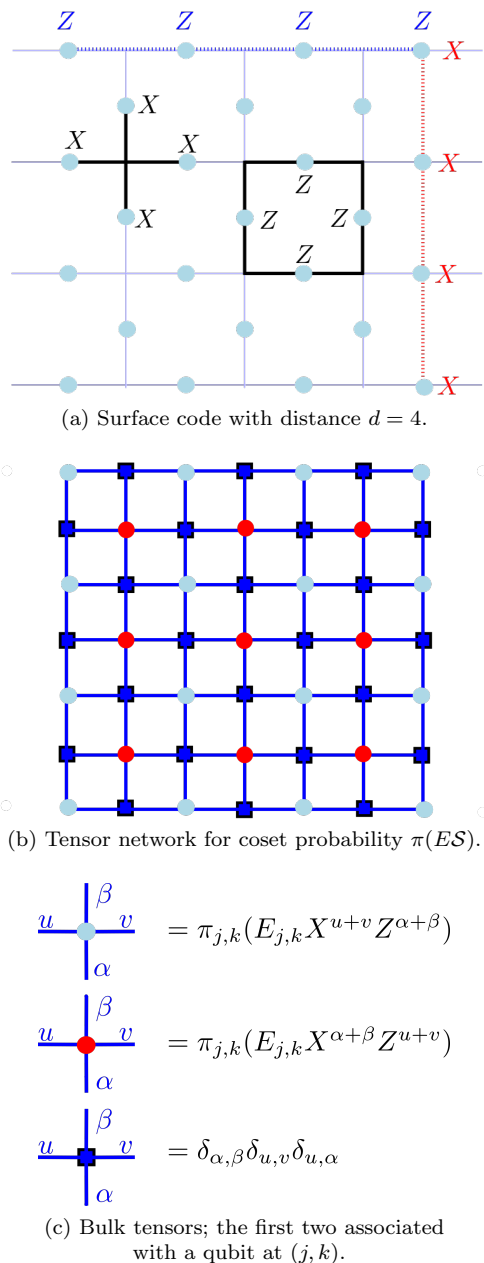 Z Z Z Z
X
X
X X
X
X
Z
Z Z
Z
X
X
(a) Surface code with distance d = 4.
(b) Tensor network for coset probability π(ES).
β
u v = π_{j,k}(E_{j,k}X^{u+v}Z^{α+β})
α
β
u v = π_{j,k}(E_{j,k}X^{α+β}Z^{u+v})
α
β
u v = δ_{α,β}δ_{u,v}δ_{u,α}
α
(c) Bulk tensors; the first two associated
with a qubit at (j, k).